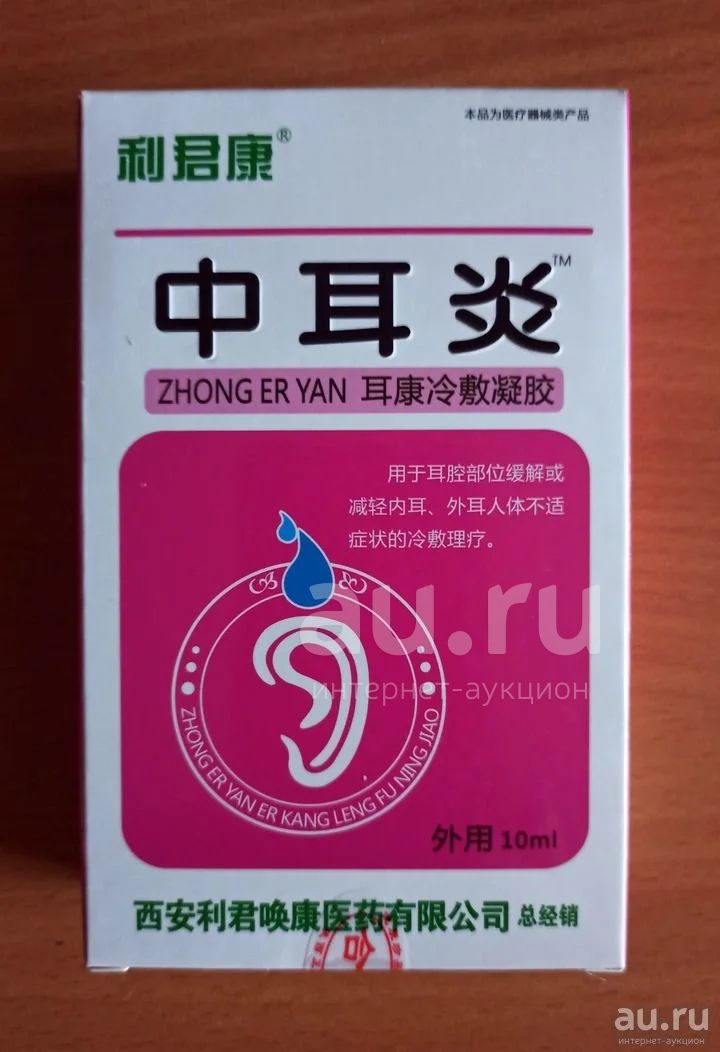 本品为医疗器械类产品
利君康®
中耳炎™
ZHONG ER YAN 耳康冷敷凝胶
用于耳腔部位缓解或
减轻内耳、外耳人体不适
症状的冷敷理疗。
ZHONG ER YAN ER KANG LENG FU NING JIAO
外用 10ml
西安利君唤康医药有限公司 总经销
合
au.ru
интернет-аукцион
au.ru
интернет-аукцион